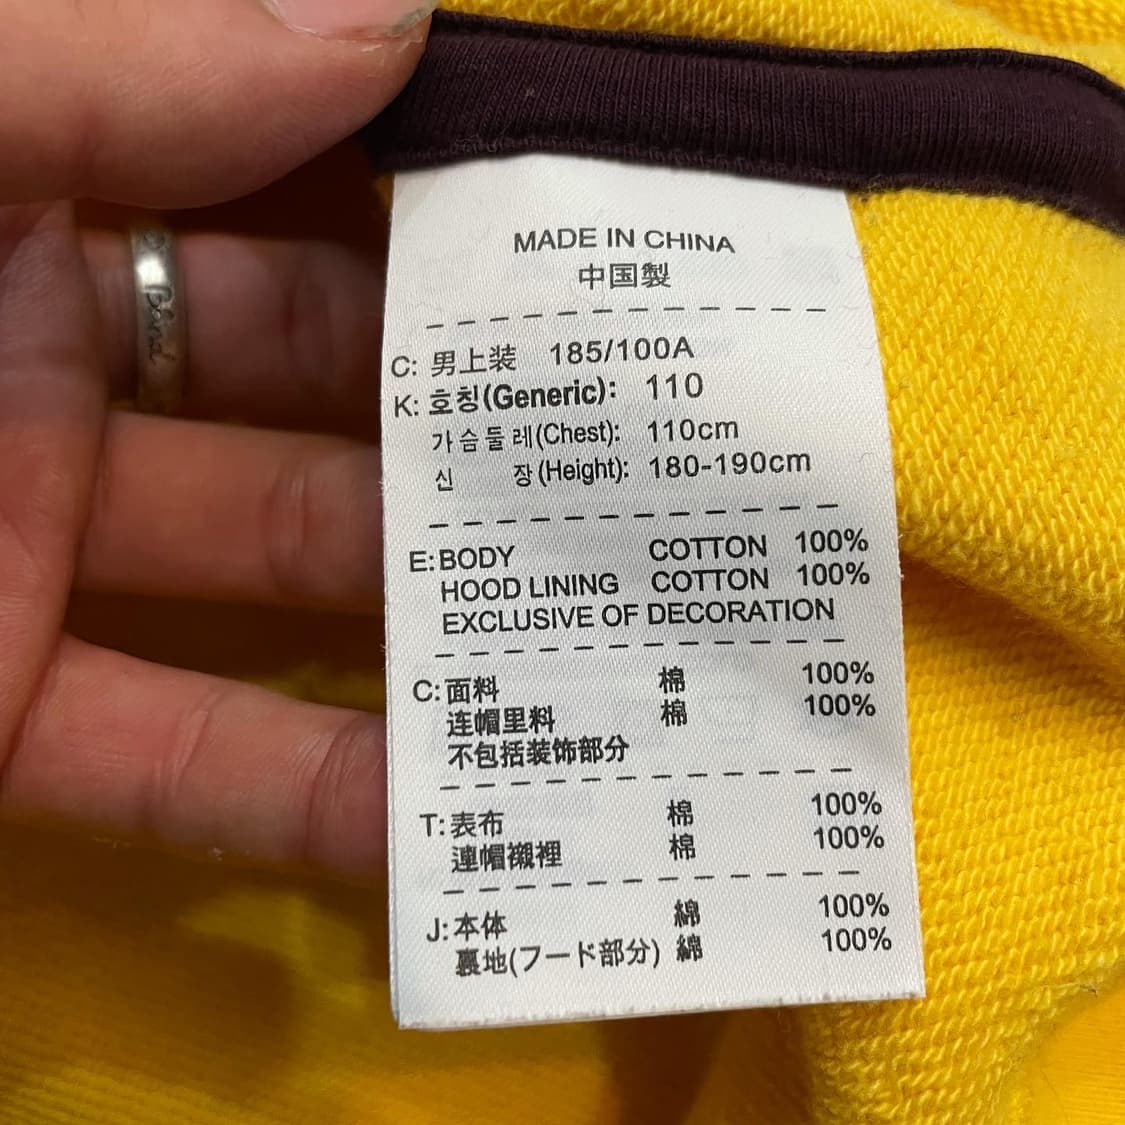 MADE IN CHINA
中国製
C: 男上装 185/100A
K: 호칭(Generic): 110
가슴둘레(Chest): 110cm
신 장(Height): 180-190cm
E: BODY COTTON 100%
HOOD LINING COTTON 100%
EXCLUSIVE OF DECORATION
C: 面料 棉 100%
连帽里料 棉 100%
不包括装饰部分
T: 表布 棉 100%
連帽襯裡 棉 100%
J: 本体 綿 100%
裏地(フード部分) 綿 100%